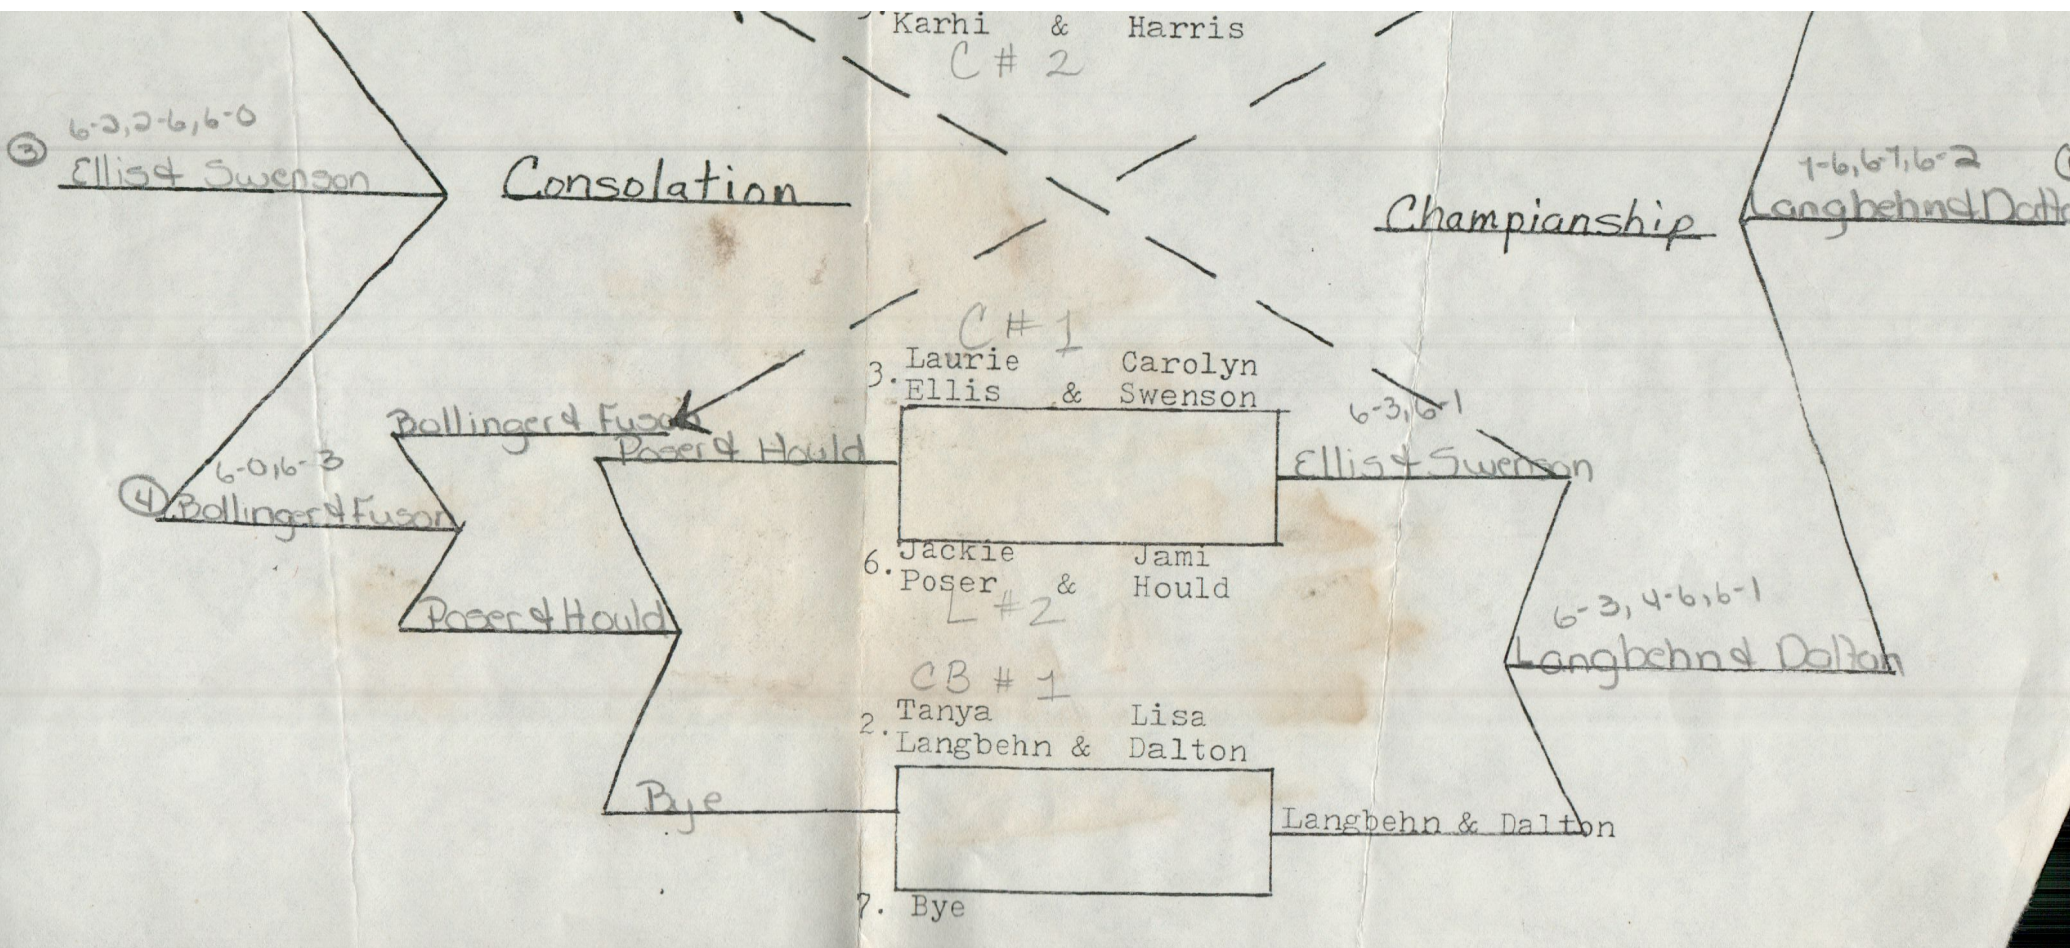 Karhi & Harris
C # 2
6-2, 2-6, 6-0
3 Ellis & Swenson
Consolation
7-6, 6-7, 6-2
Langbehn & Dalto
Championship
C # 1
3. Laurie Carolyn
Ellis & Swenson
6-3, 6-1
Bollinger & Fuson
Poser & Hould
Ellis & Swenson
6-0, 6-3
4 Bollinger & Fuson
6. Jackie Jami
Poser & Hould
L #2
Poser & Hould
6-3, 4-6, 6-1
Langbehn & Dalton
CB # 1
2. Tanya Lisa
Langbehn & Dalton
Bye
Langbehn & Dalton
7. Bye